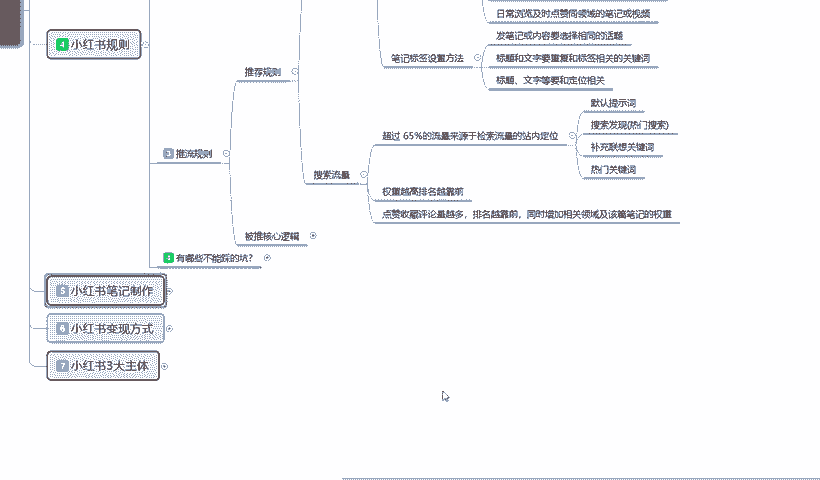 日常浏览及时点赞同领域的笔记或视频
4 小红书规则
发笔记或内容要选择相同的话题
笔记标签设置方法
标题和文字要重复和标签相关的关键词
推荐规则
标题、文字等要和定位相关
默认提示词
搜索发现(热门搜索)
超过 65%的流量来源于检索流量的站内定位
补充联想关键词
推流规则
热门关键词
搜索流量
权重越高排名越靠前
点赞收藏评论量越多，排名越靠前，同时增加相关领域及该篇笔记的权重
被推核心逻辑
有哪些不能踩的坑?
5 小红书笔记制作
6 小红书变现方式
7 小红书3大主体